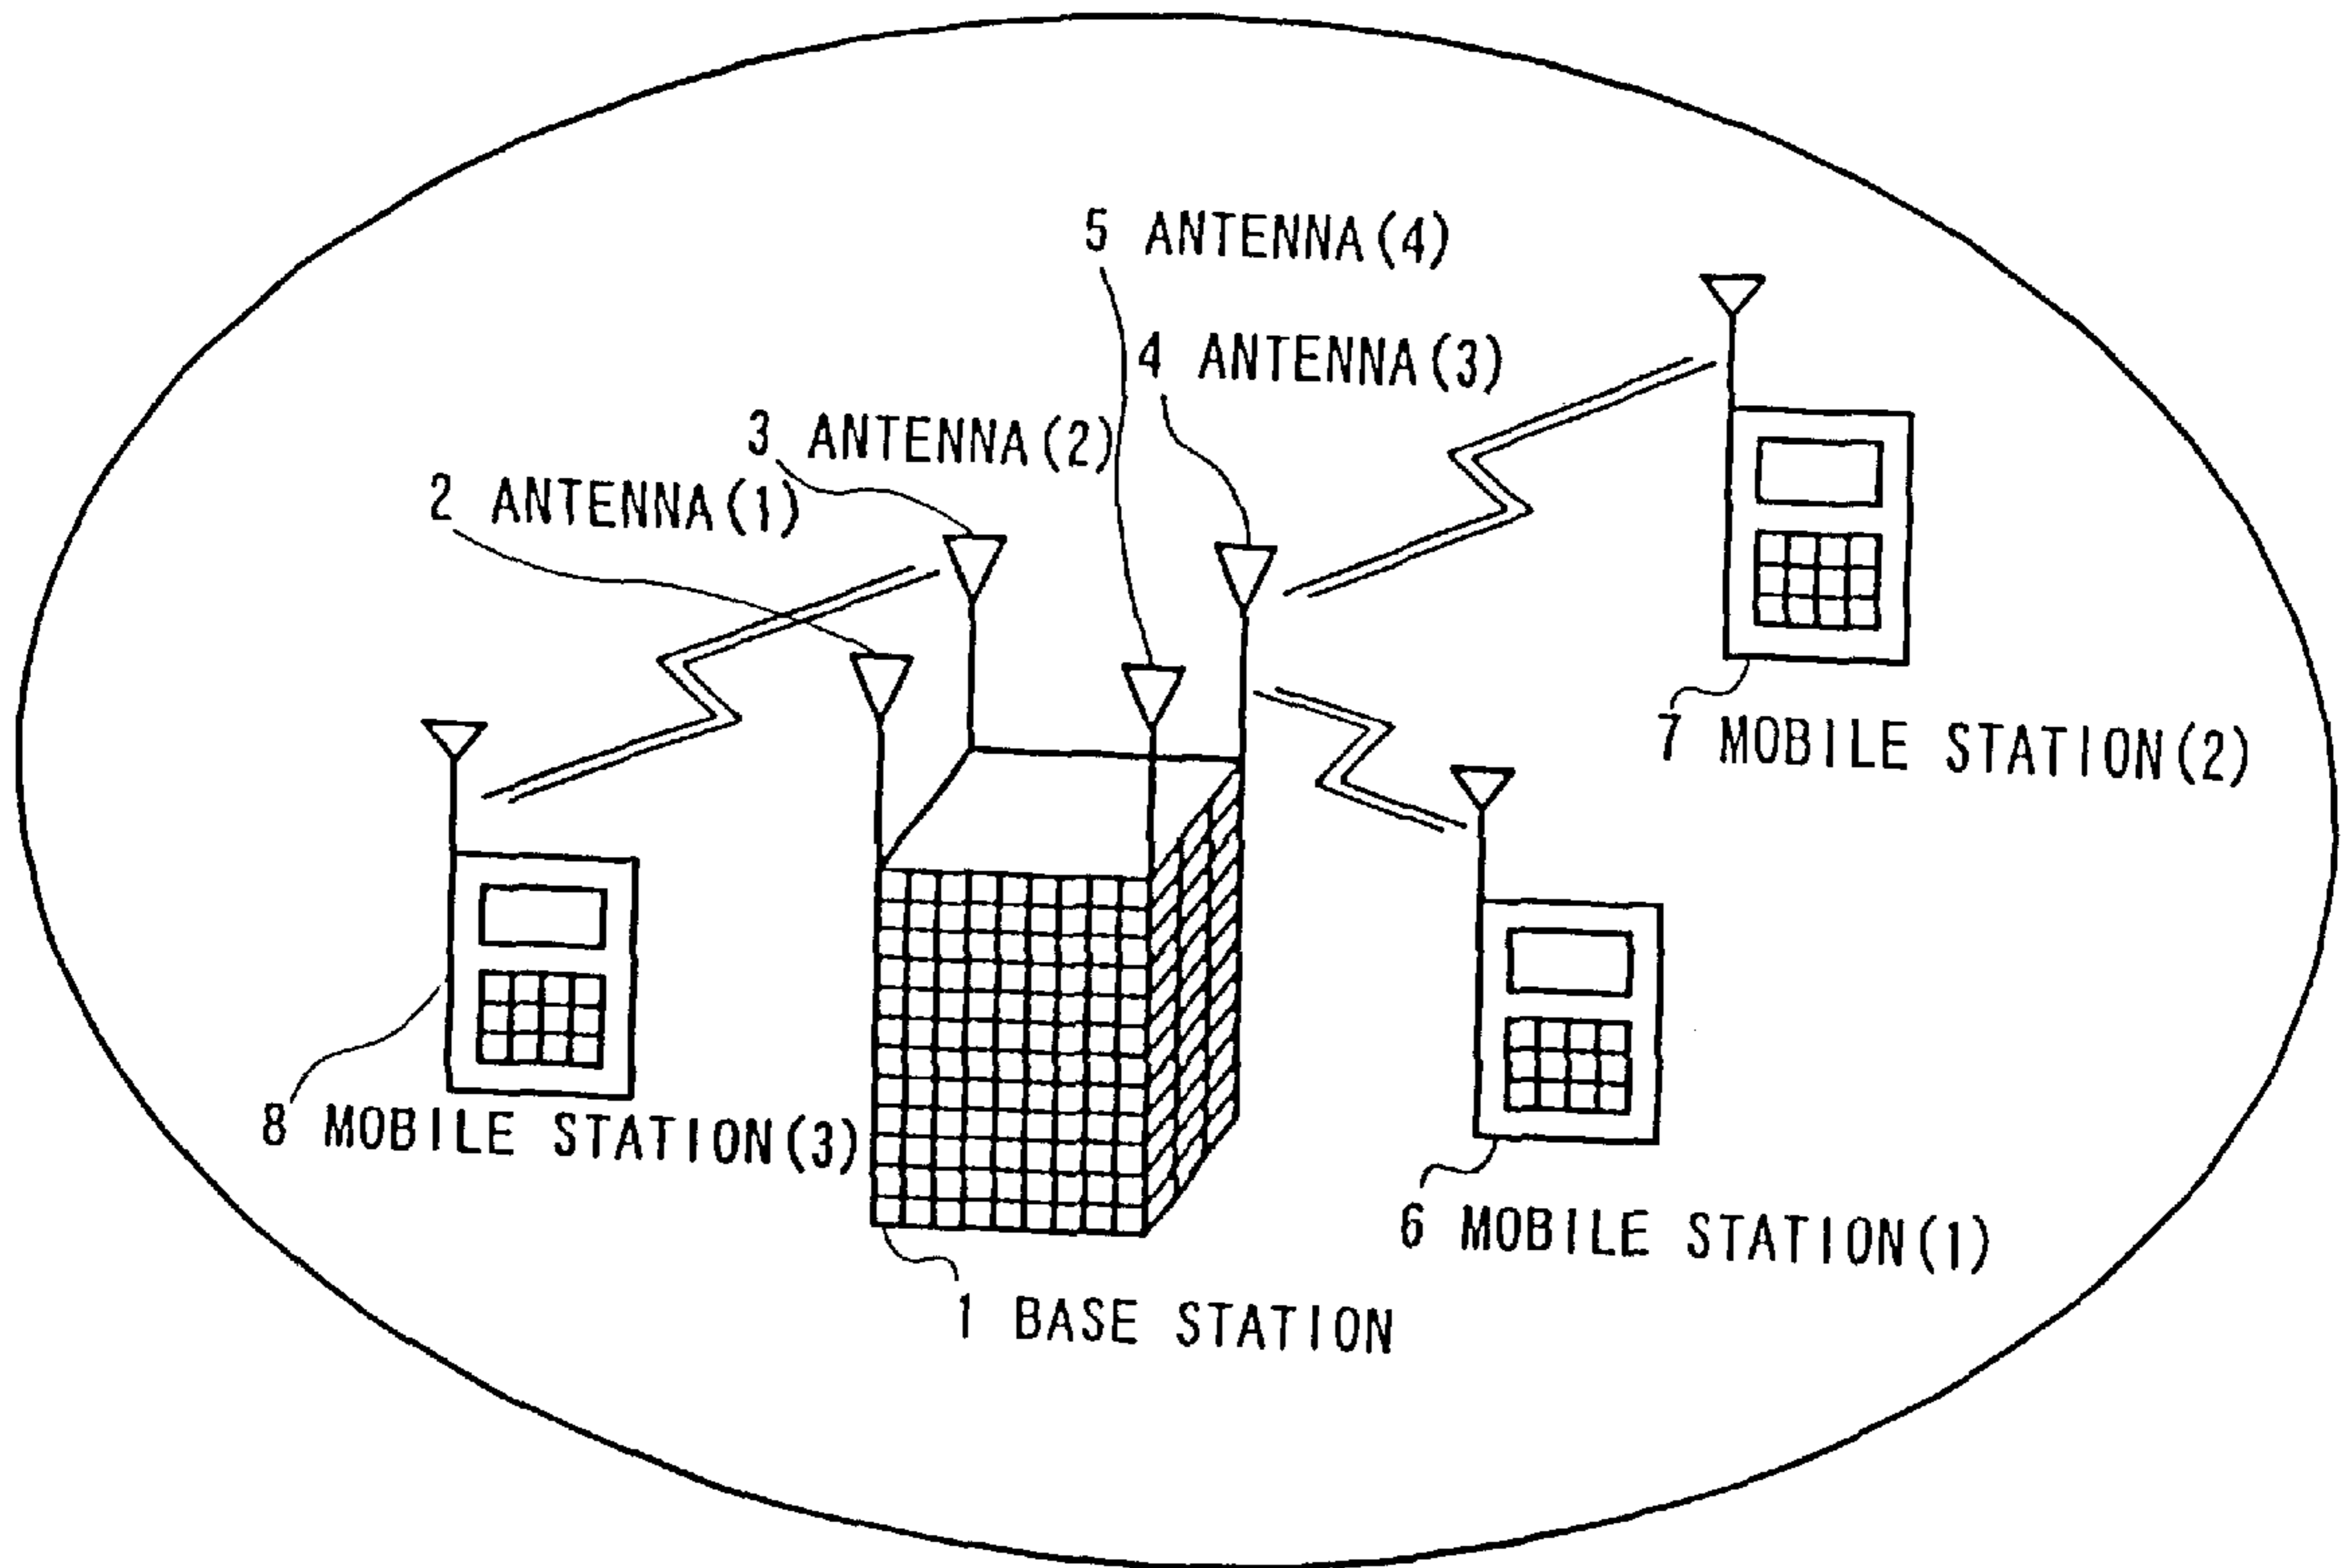 5 ANTENNA(4)
4 ANTENNA(3)
3 ANTENNA(2)
2 ANTENNA(1)
7 MOBILE STATION(2)
8 MOBILE STATION(3)
6 MOBILE STATION(1)
1 BASE STATION